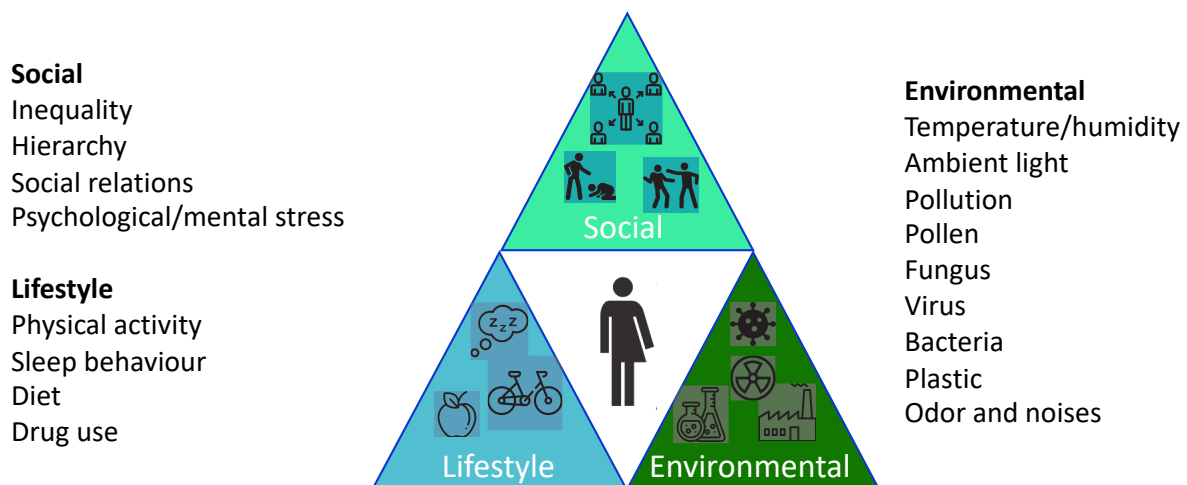 Social
Inequality
Hierarchy
Social relations
Psychological/mental stress
Lifestyle
Physical activity
Sleep behaviour
Diet
Drug use
Social
z z z
Lifestyle
Environmental
Environmental
Temperature/humidity
Ambient light
Pollution
Pollen
Fungus
Virus
Bacteria
Plastic
Odor and noises